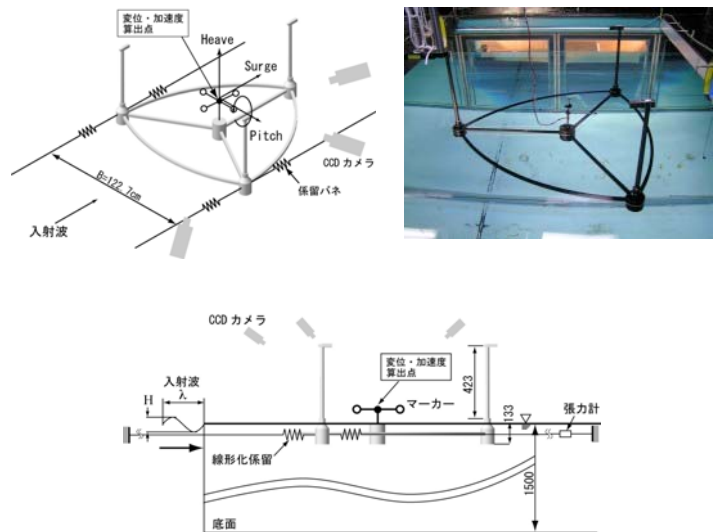 変位・加速度
算出点
Heave
Surge
Pitch
CCD カメラ
係留バネ
B=122.7cm
入射波
CCD カメラ
入射波
λ
H
変位・加速度
算出点
マーカー
423
133
張力計
線形化係留
1500
底面